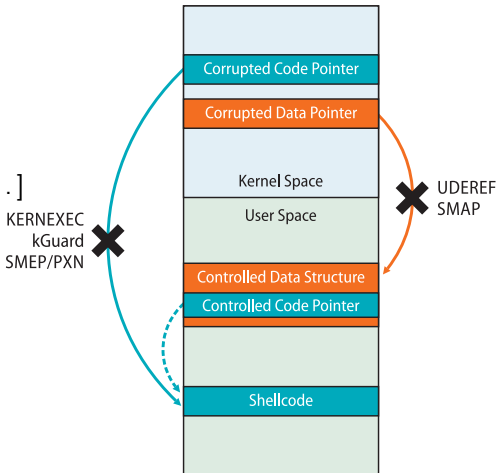 Corrupted Code Pointer
Corrupted Data Pointer
. ]
KERNEXEC
kGuard
SMEP/PXN
Kernel Space
User Space
UDEREF
SMAP
Controlled Data Structure
Controlled Code Pointer
Shellcode